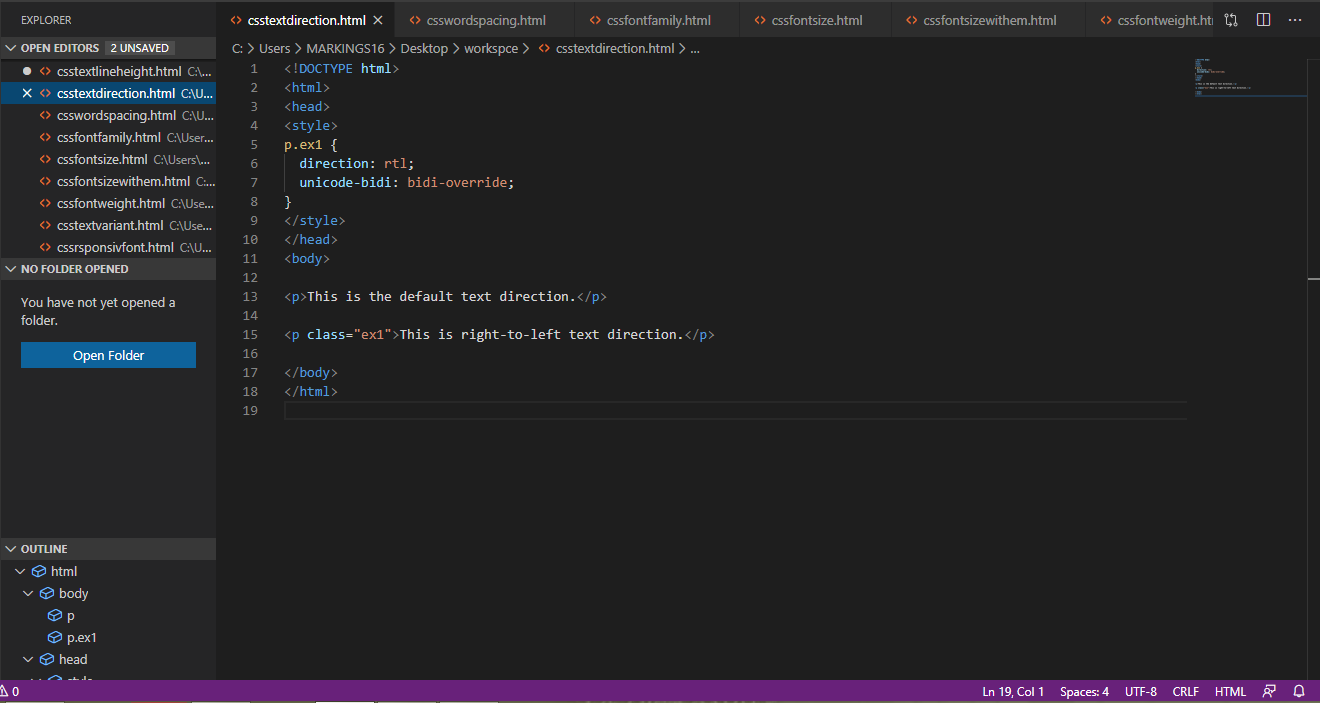 EXPLORER
OPEN EDITORS 2 UNSAVED
csstextlineheight.html C:\...
csstextdirection.html C:\U...
csswordspacing.html C:\U...
cssfontfamily.html C:\User...
cssfontsize.html C:\Users\...
cssfontsizewithem.html C:...
cssfontweight.html C:\Use...
csstextvariant.html C:\Use...
cssrsponsivfont.html C:\U...
NO FOLDER OPENED
You have not yet opened a
folder.
Open Folder
OUTLINE
html
body
p
p.ex1
head
csstextdirection.html csswordspacing.html cssfontfamily.html cssfontsize.html cssfontsizewithem.html cssfontweight.ht
C: > Users > MARKINGS16 > Desktop > workspce > csstextdirection.html > ...
1 <!DOCTYPE html>
2 <html>
3 <head>
4 <style>
5 p.ex1 {
6 direction: rtl;
7 unicode-bidi: bidi-override;
8 }
9 </style>
10 </head>
11 <body>
12
13 <p>This is the default text direction.</p>
14
15 <p class="ex1">This is right-to-left text direction.</p>
16
17 </body>
18 </html>
19
0 Ln 19, Col 1 Spaces: 4 UTF-8 CRLF HTML